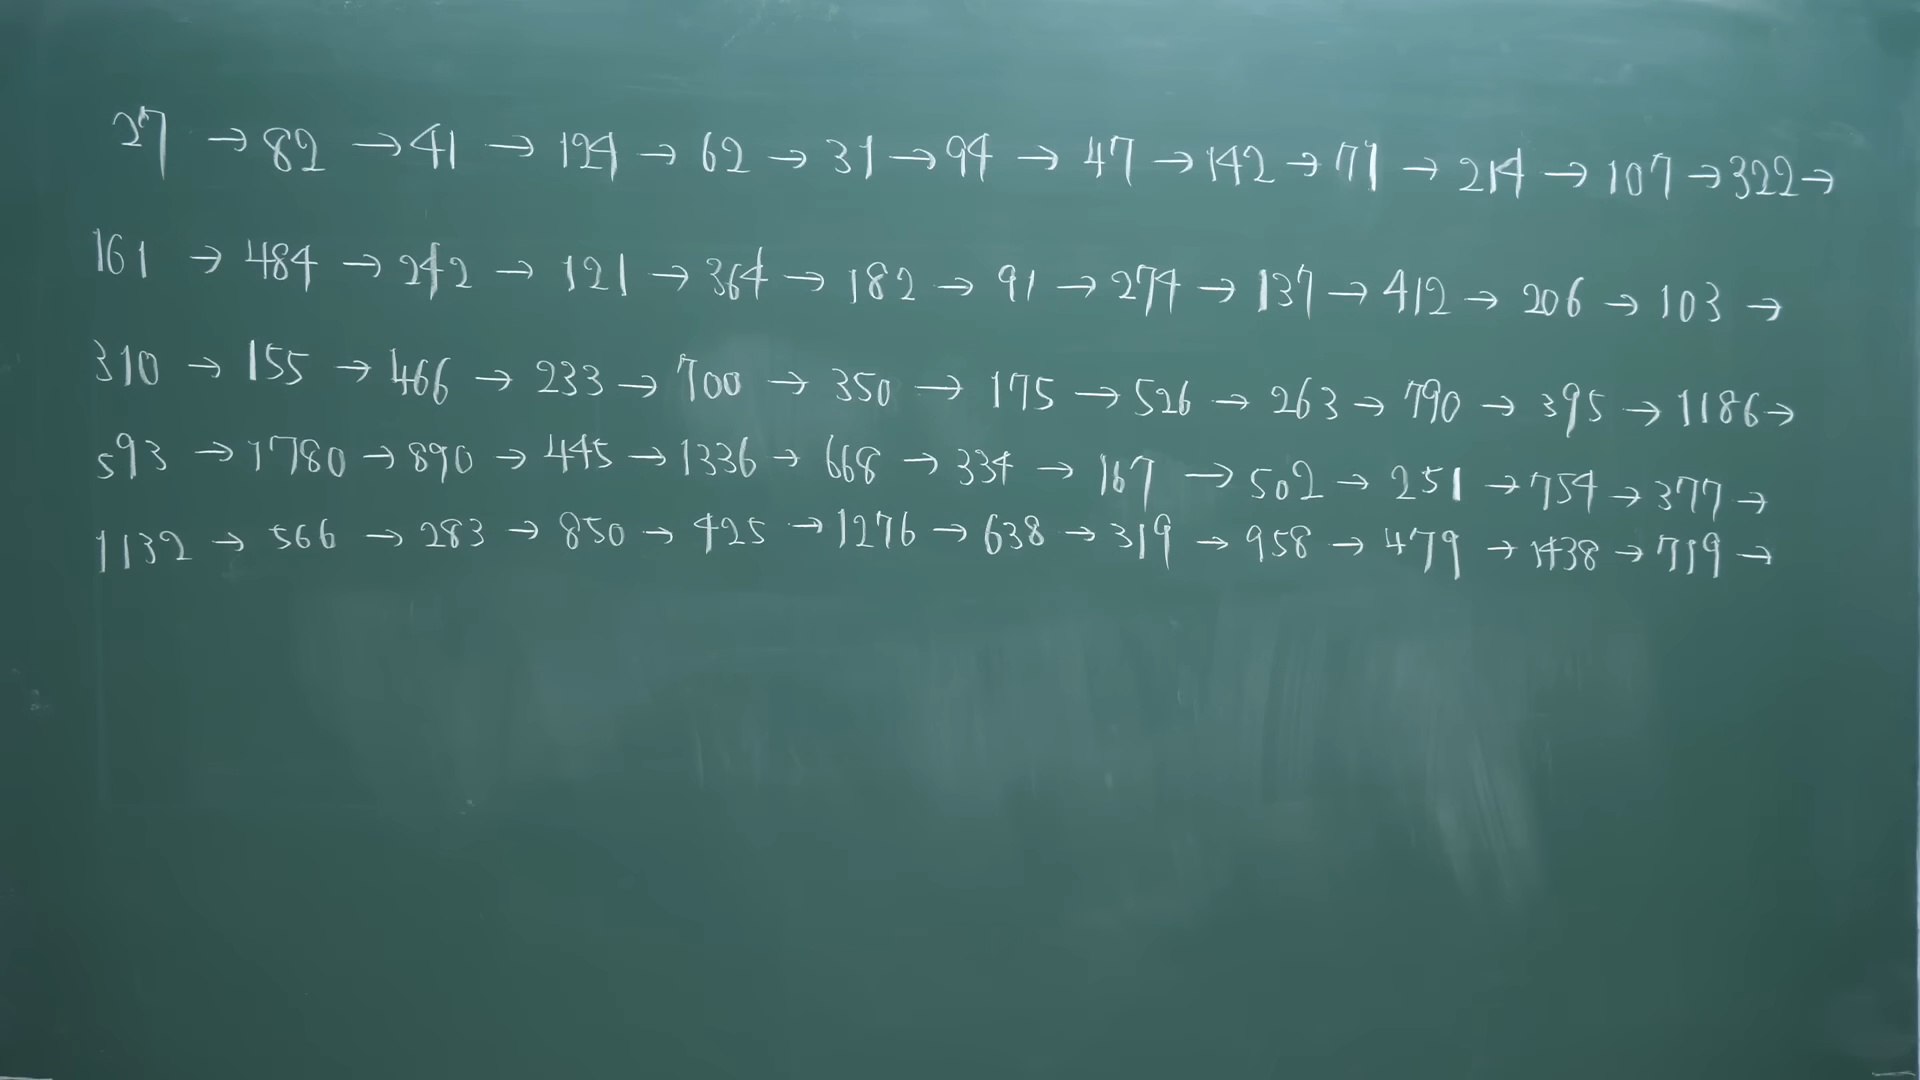 27 → 82 → 41 → 124 → 62 → 31 → 94 → 47 → 142 → 71 → 214 → 107 → 322 →
161 → 484 → 242 → 121 → 364 → 182 → 91 → 274 → 137 → 412 → 206 → 103 →
310 → 155 → 466 → 233 → 700 → 350 → 175 → 526 → 263 → 790 → 395 → 1186 →
593 → 1780 → 890 → 445 → 1336 → 668 → 334 → 167 → 502 → 251 → 754 → 377 →
1132 → 566 → 283 → 850 → 425 → 1276 → 638 → 319 → 958 → 479 → 1438 → 719 →